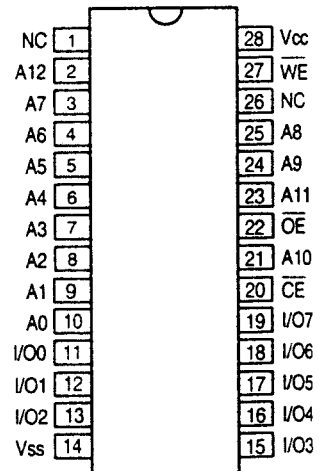 NC 1 28 Vcc
A12 2 27 WE
A7 3 26 NC
A6 4 25 A8
A5 5 24 A9
A4 6 23 A11
A3 7 22 OE
A2 8 21 A10
A1 9 20 CE
A0 10 19 I/O7
I/O0 11 18 I/O6
I/O1 12 17 I/O5
I/O2 13 16 I/O4
Vss 14 15 I/O3